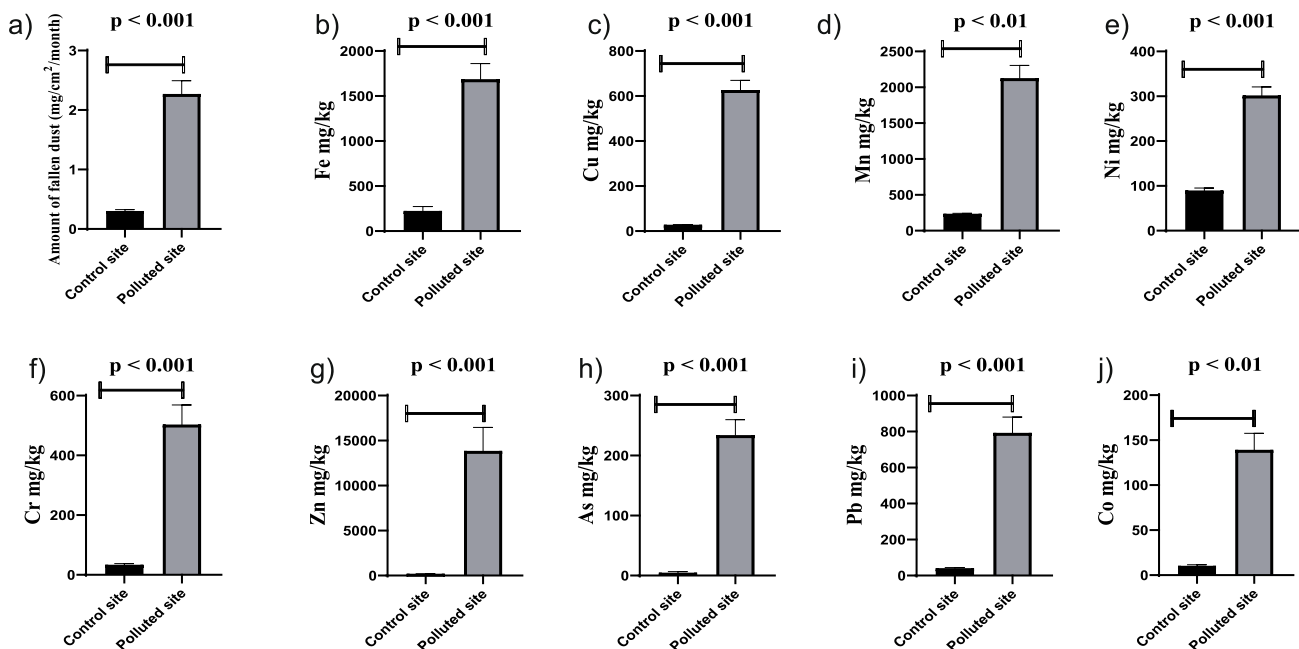 a)
p < 0.001
Amount of fallen dust (mg/cm²/month)
3
2
1
0
Control site
Polluted site
b)
p < 0.001
Fe mg/kg
2000
1500
1000
500
0
Control site
Polluted site
c)
p < 0.001
Cu mg/kg
800
600
400
200
0
Control site
Polluted site
d)
p < 0.01
Mn mg/kg
2500
2000
1500
1000
500
0
Control site
Polluted site
e)
p < 0.001
Ni mg/kg
400
300
200
100
0
Control site
Polluted site
f)
p < 0.001
Cr mg/kg
600
400
200
0
Control site
Polluted site
g)
p < 0.001
Zn mg/kg
20000
15000
10000
5000
0
Control site
Polluted site
h)
p < 0.001
As mg/kg
300
200
100
0
Control site
Polluted site
i)
p < 0.001
Pb mg/kg
1000
800
600
400
200
0
Control site
Polluted site
j)
p < 0.01
Co mg/kg
200
150
100
50
0
Control site
Polluted site